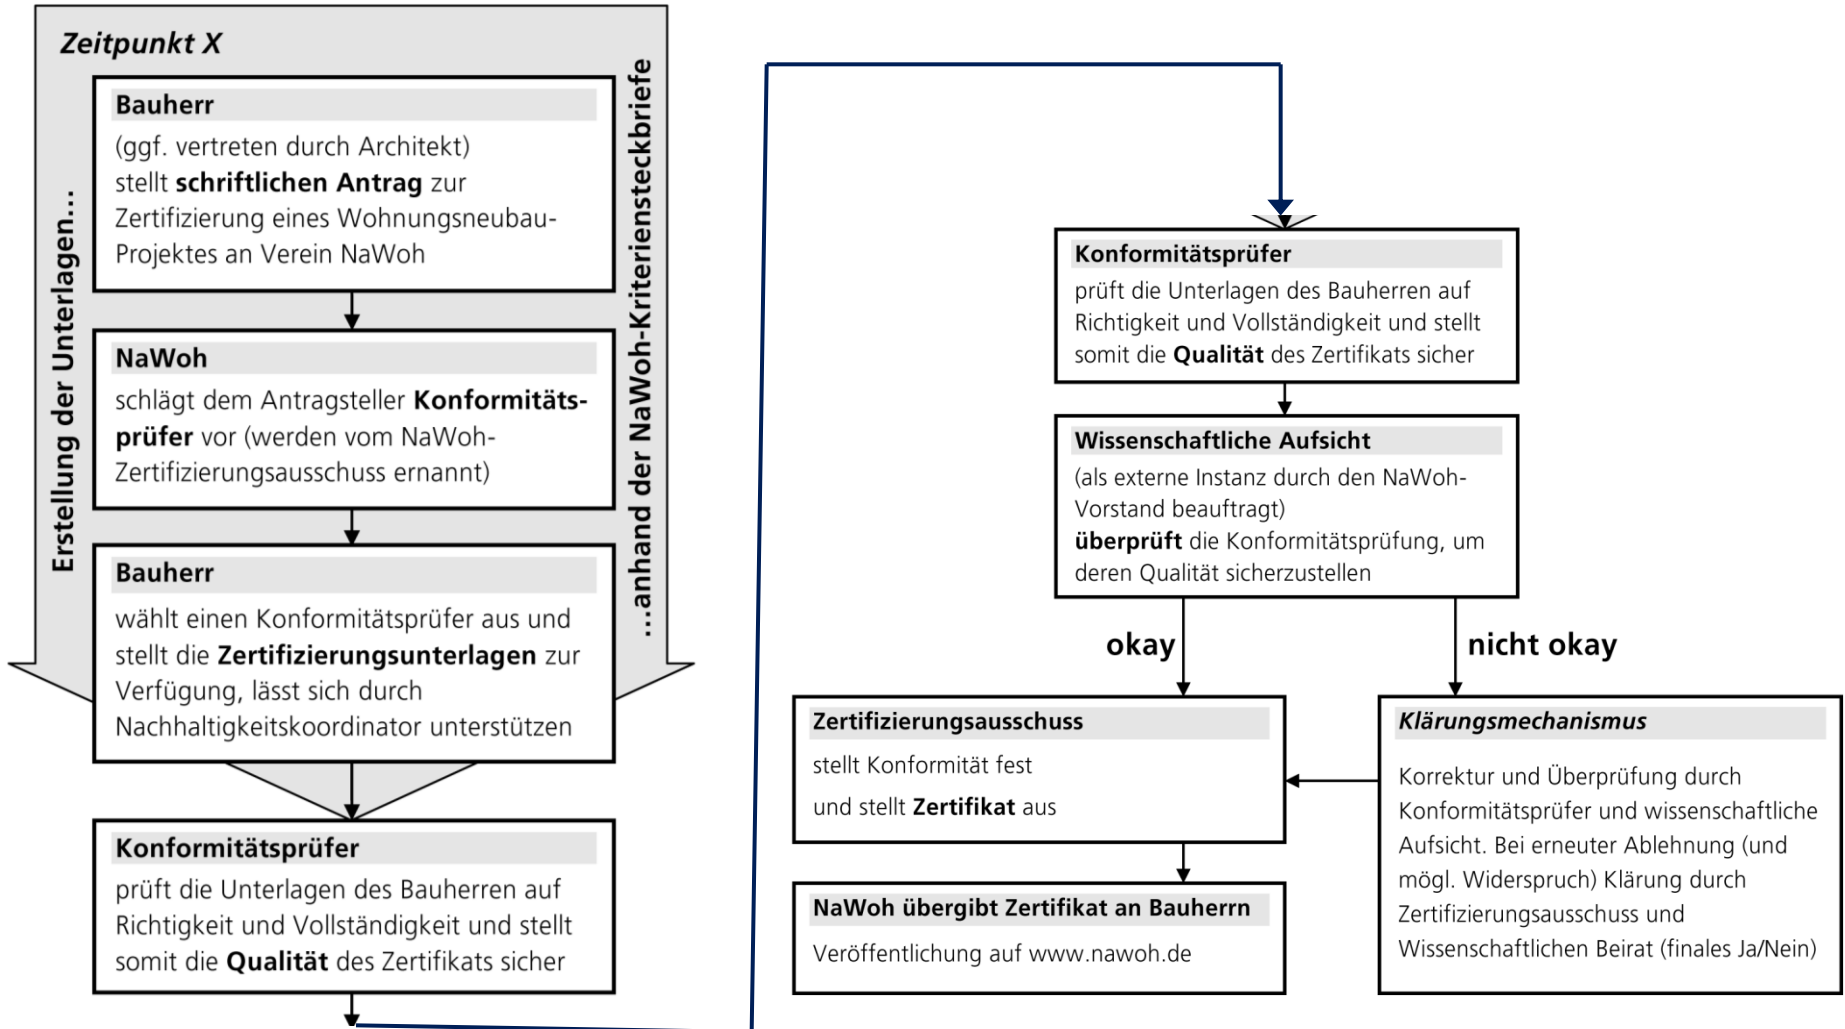 Zeitpunkt X
Erstellung der Unterlagen...
...anhand der NaWoh-Kriteriensteckbriefe
Bauherr
(ggf. vertreten durch Architekt)
stellt schriftlichen Antrag zur
Zertifizierung eines Wohnungsneubau-
Projektes an Verein NaWoh
NaWoh
schlägt dem Antragsteller Konformitäts-
prüfer vor (werden vom NaWoh-
Zertifizierungsausschuss ernannt)
Bauherr
wählt einen Konformitätsprüfer aus und
stellt die Zertifizierungsunterlagen zur
Verfügung, lässt sich durch
Nachhaltigkeitskoordinator unterstützen
Konformitätsprüfer
prüft die Unterlagen des Bauherren auf
Richtigkeit und Vollständigkeit und stellt
somit die Qualität des Zertifikats sicher
Konformitätsprüfer
prüft die Unterlagen des Bauherren auf
Richtigkeit und Vollständigkeit und stellt
somit die Qualität des Zertifikats sicher
Wissenschaftliche Aufsicht
(als externe Instanz durch den NaWoh-
Vorstand beauftragt)
überprüft die Konformitätsprüfung, um
deren Qualität sicherzustellen
okay
nicht okay
Zertifizierungsausschuss
stellt Konformität fest
und stellt Zertifikat aus
NaWoh übergibt Zertifikat an Bauherrn
Veröffentlichung auf www.nawoh.de
Klärungsmechanismus
Korrektur und Überprüfung durch
Konformitätsprüfer und wissenschaftliche
Aufsicht. Bei erneuter Ablehnung (und
mögl. Widerspruch) Klärung durch
Zertifizierungsausschuss und
Wissenschaftlichen Beirat (finales Ja/Nein)